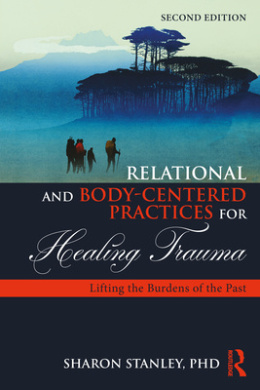 SECOND EDITION
RELATIONAL
AND BODY-CENTERED
PRACTICES FOR
Healing Trauma
Lifting the Burdens of the Past
SHARON STANLEY, PHD
R
Routledge